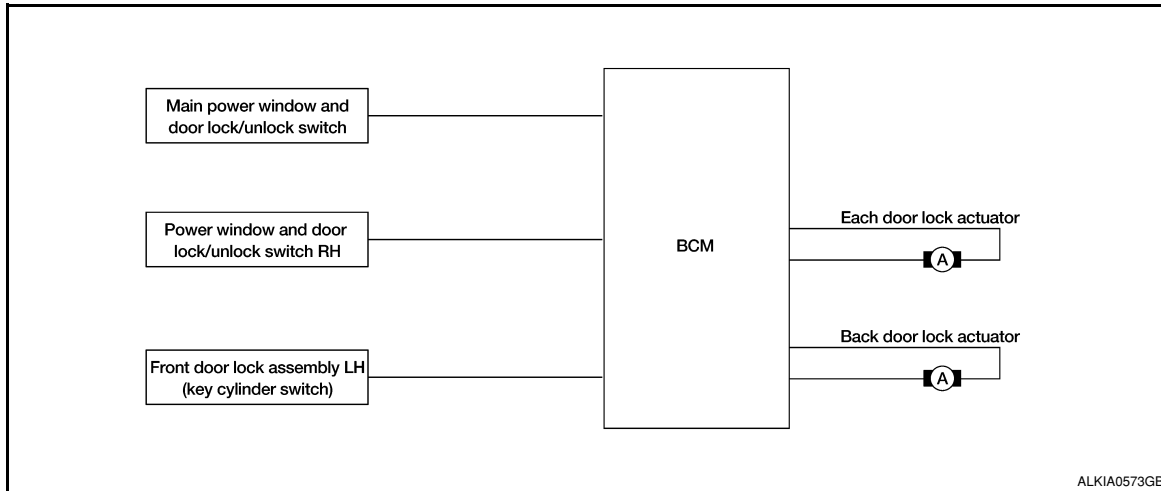 Main power window and
door lock/unlock switch
Power window and door
lock/unlock switch RH
Front door lock assembly LH
(key cylinder switch)
BCM
Each door lock actuator
A
Back door lock actuator
A
ALKIA0573GB